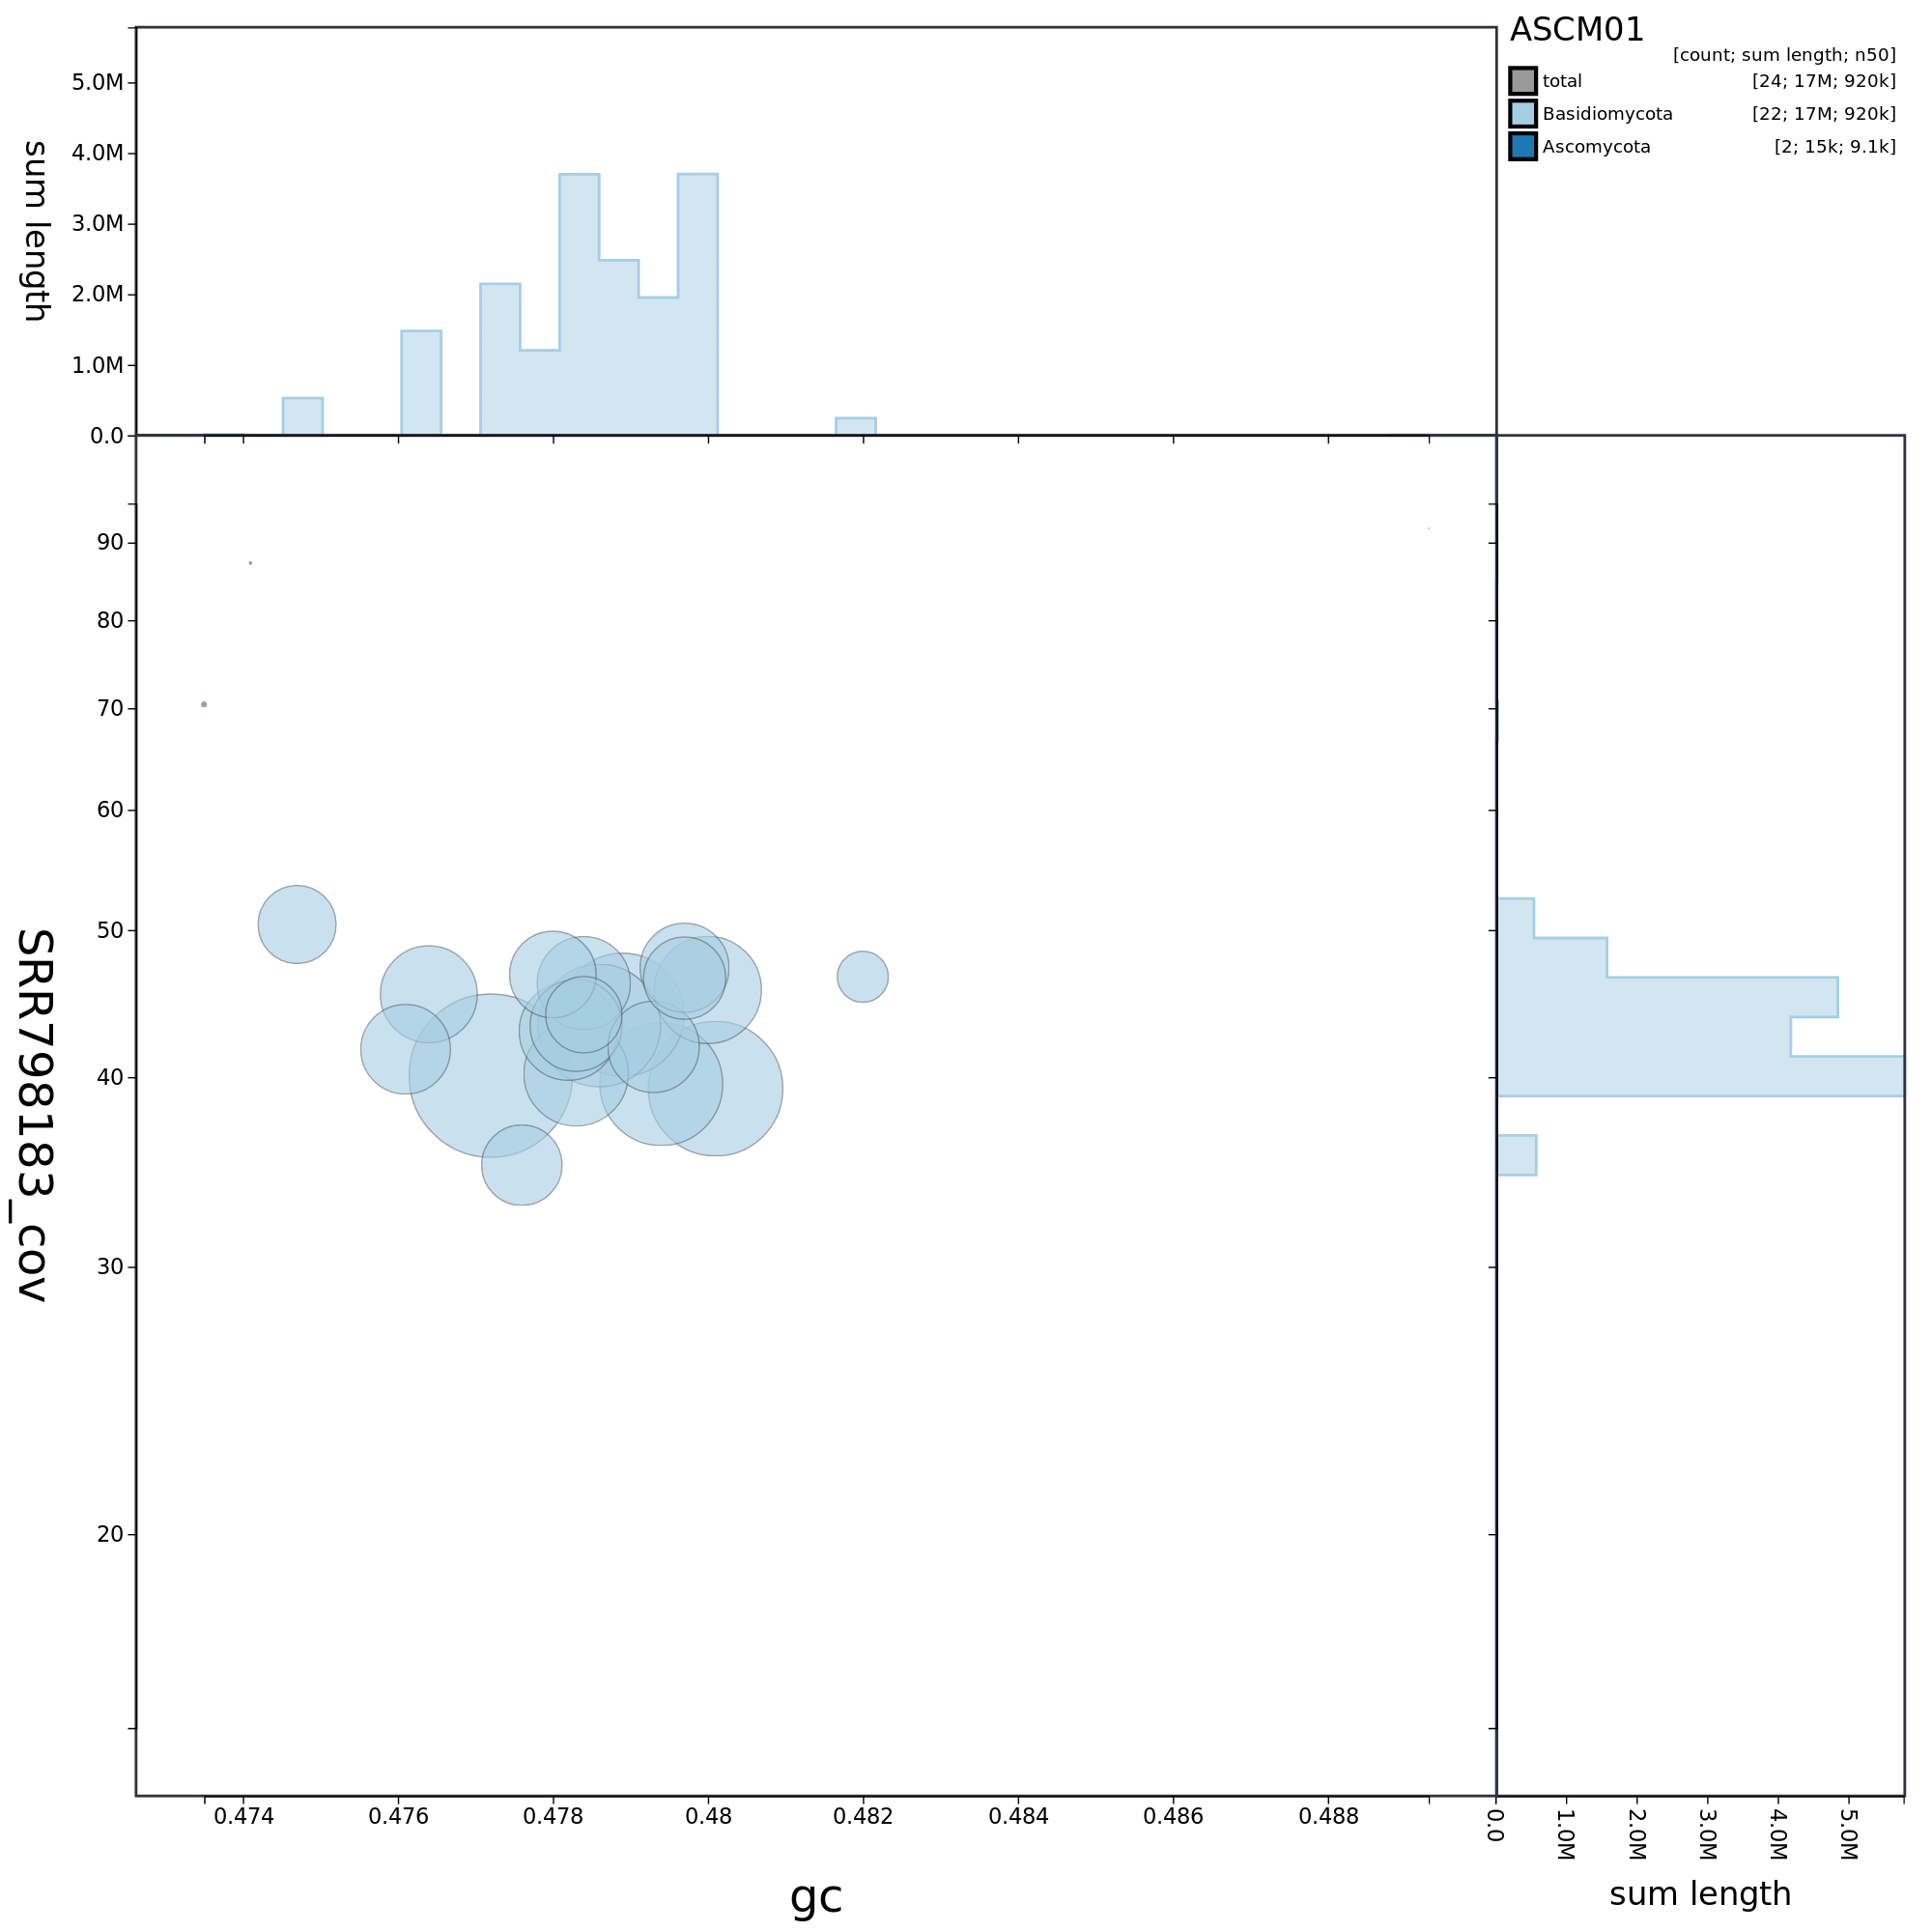 ASCM01
[count; sum length; n50]
total [24; 17M; 920k]
Basidiomycota [22; 17M; 920k]
Ascomycota [2; 15k; 9.1k]
sum length
5.0M
4.0M
3.0M
2.0M
1.0M
0.0
SRR798183_cov
90
80
70
60
50
40
30
20
0.474 0.476 0.478 0.48 0.482 0.484 0.486 0.488
gc
0.0 1.0M 2.0M 3.0M 4.0M 5.0M
sum length